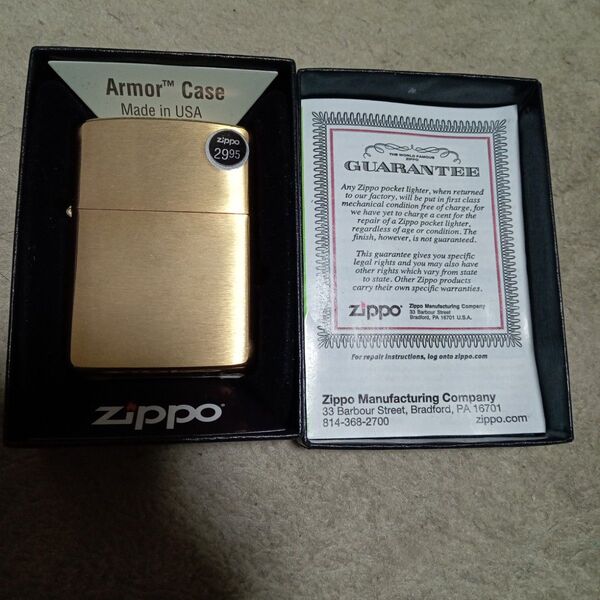 Armor™ Case
Made in USA
zippo
29⁹⁵
zippo
THE WORLD FAMOUS
ZIPPO
GUARANTEE
Any Zippo pocket lighter, when returned
to our factory, will be put in first class
mechanical condition free of charge, for
we have yet to charge a cent for the
repair of a Zippo pocket lighter,
regardless of age or condition. The
finish, however, is not guaranteed.
This guarantee gives you specific
legal rights and you may also have
other rights which vary from state
to state. Other Zippo products
carry their own specific warranties.
zippo
Zippo Manufacturing Company
33 Barbour Street
Bradford, PA 16701 U.S.A.
For repair instructions, log onto zippo.com
Zippo Manufacturing Company
33 Barbour Street, Bradford, PA 16701
814-368-2700 zippo.com